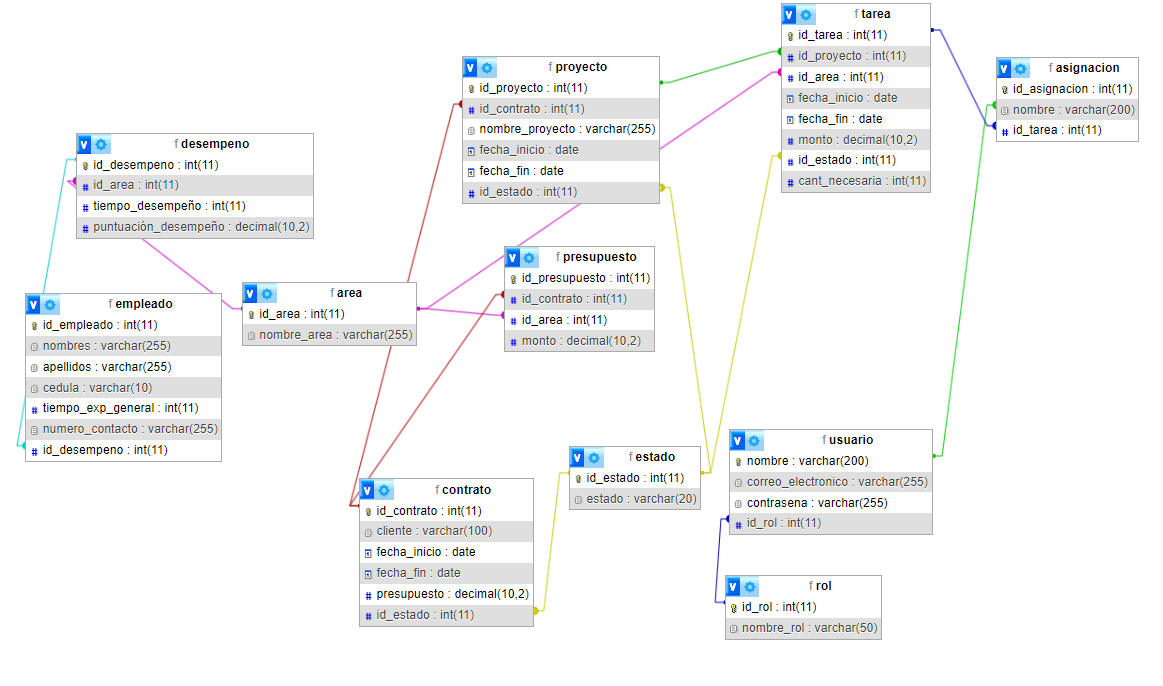 v f tarea
id_tarea : int(11)
# id_proyecto : int(11)
# id_area : int(11)
fecha_inicio : date
fecha_fin : date
# monto : decimal(10,2)
# id_estado : int(11)
# cant_necesaria : int(11)
v f proyecto
id_proyecto : int(11)
# id_contrato : int(11)
nombre_proyecto : varchar(255)
fecha_inicio : date
fecha_fin : date
# id_estado : int(11)
v f asignacion
id_asignacion : int(11)
nombre : varchar(200)
# id_tarea : int(11)
v f desempeno
id_desempeno : int(11)
# id_area : int(11)
# tiempo_desempeño : int(11)
# puntuación_desempeño : decimal(10,2)
v f presupuesto
id_presupuesto : int(11)
# id_contrato : int(11)
# id_area : int(11)
# monto : decimal(10,2)
v f area
id_area : int(11)
nombre_area : varchar(255)
v f empleado
id_empleado : int(11)
nombres : varchar(255)
apellidos : varchar(255)
cedula : varchar(10)
# tiempo_exp_general : int(11)
numero_contacto : varchar(255)
# id_desempeno : int(11)
v f usuario
nombre : varchar(200)
correo_electronico : varchar(255)
contrasena : varchar(255)
# id_rol : int(11)
v f estado
id_estado : int(11)
estado : varchar(20)
v f contrato
id_contrato : int(11)
cliente : varchar(100)
fecha_inicio : date
fecha_fin : date
# presupuesto : decimal(10,2)
# id_estado : int(11)
v f rol
id_rol : int(11)
nombre_rol : varchar(50)